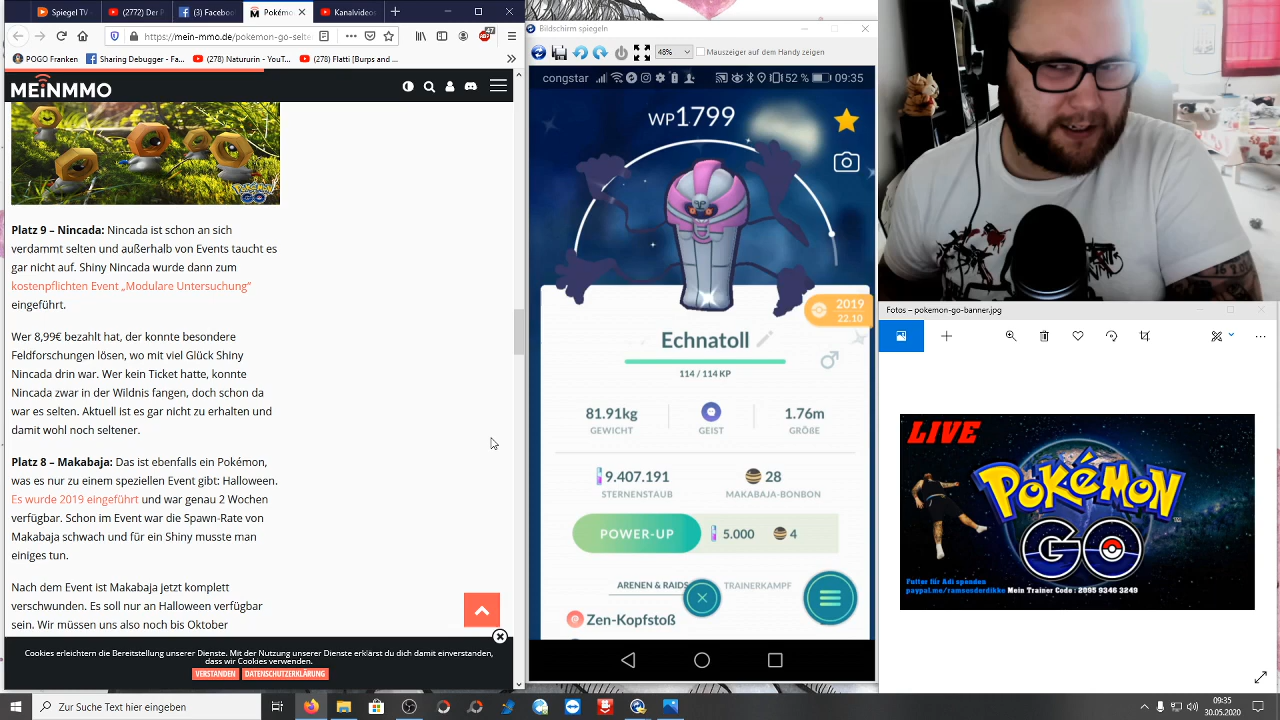 Spiegel TV
(2772) Der R
(3) Faceboo
Pokémo
Kanalvideos
https://mein-mmo.de/pokemon-go-selte
47
POGO Franken
Sharing Debugger - Fa...
(278) Natururin - YouT...
(278) Flatti [Burps and ...
MEINMMO
POKÉMON GO
Platz 9 – Nincada: Nincada ist schon an sich
verdammt selten und außerhalb von Events taucht es
gar nicht auf. Shiny Nincada wurde dann zum
kostenpflichten Event „Modulare Untersuchung“
eingeführt.
Wer 8,99€ bezahlt hat, der konnte besondere
Feldforschungen lösen, wo mit viel Glück Shiny
Nincada drin war. Wer kein Ticket hatte, konnte
Nincada zwar in der Wildnis fangen, doch schon da
war es selten. Aktuell ist es gar nicht zu erhalten und
damit wohl noch seltener.
Platz 8 – Makabaja: Das ist ebenfalls ein Pokémon,
was es nur zu einem speziellen Event gibt: Halloween.
Es wurde 2019 eingeführt und war genau 2 Wochen
verfügbar. Schon im Event war die Spawn-Rate von
Makabaja schwach und für ein Shiny musste man
einiges tun.
Nach dem Event ist Makabaja jetzt komplett
verschwunden. Es soll nur an Halloween verfügbar
sein. Wir müssen uns also noch bis Oktober
Cookies erleichtern die Bereitstellung unserer Dienste. Mit der Nutzung unserer Dienste erklärst du dich damit einverstanden,
dass wir Cookies verwenden.
VERSTANDEN
DATENSCHUTZERKLÄRUNG
Bildschirm spiegeln
48%
Mauszeiger auf dem Handy zeigen
congstar
52 %
09:35
WP1799
2019
22.10
Echnatoll
114 / 114 KP
81.91kg
GEWICHT
GEIST
1.76m
GRÖßE
9.407.191
STERNENSTAUB
28
MAKABAJA-BONBON
POWER-UP
5.000
4
ARENEN & RAIDS
TRAINERKAMPF
Zen-Kopfstoß
Fotos – pokemon-go-banner.jpg
LIVE
POKÉMON
GO
Futter für Adi spenden
paypal.me/ramsesderdikke Mein Trainer Code : 2095 9346 3249
Zur Suche Text hier eingeben
09:35
30.05.2020